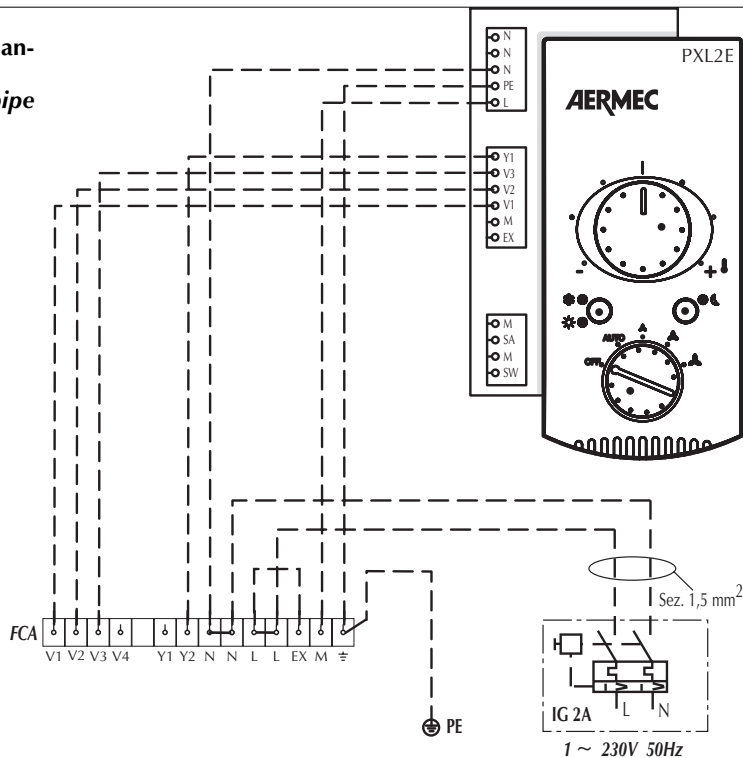 an-
ipe
PXL2E
AERMEC
N
N
N
PE
L
Y1
V3
V2
V1
M
EX
M
SA
M
SW
- +
AUTO
OFF
Sez. 1,5 mm2
FCA
V1 V2 V3 V4 Y1 Y2 N N L L EX M
PE
IG 2A L N
1 ~ 230V 50Hz